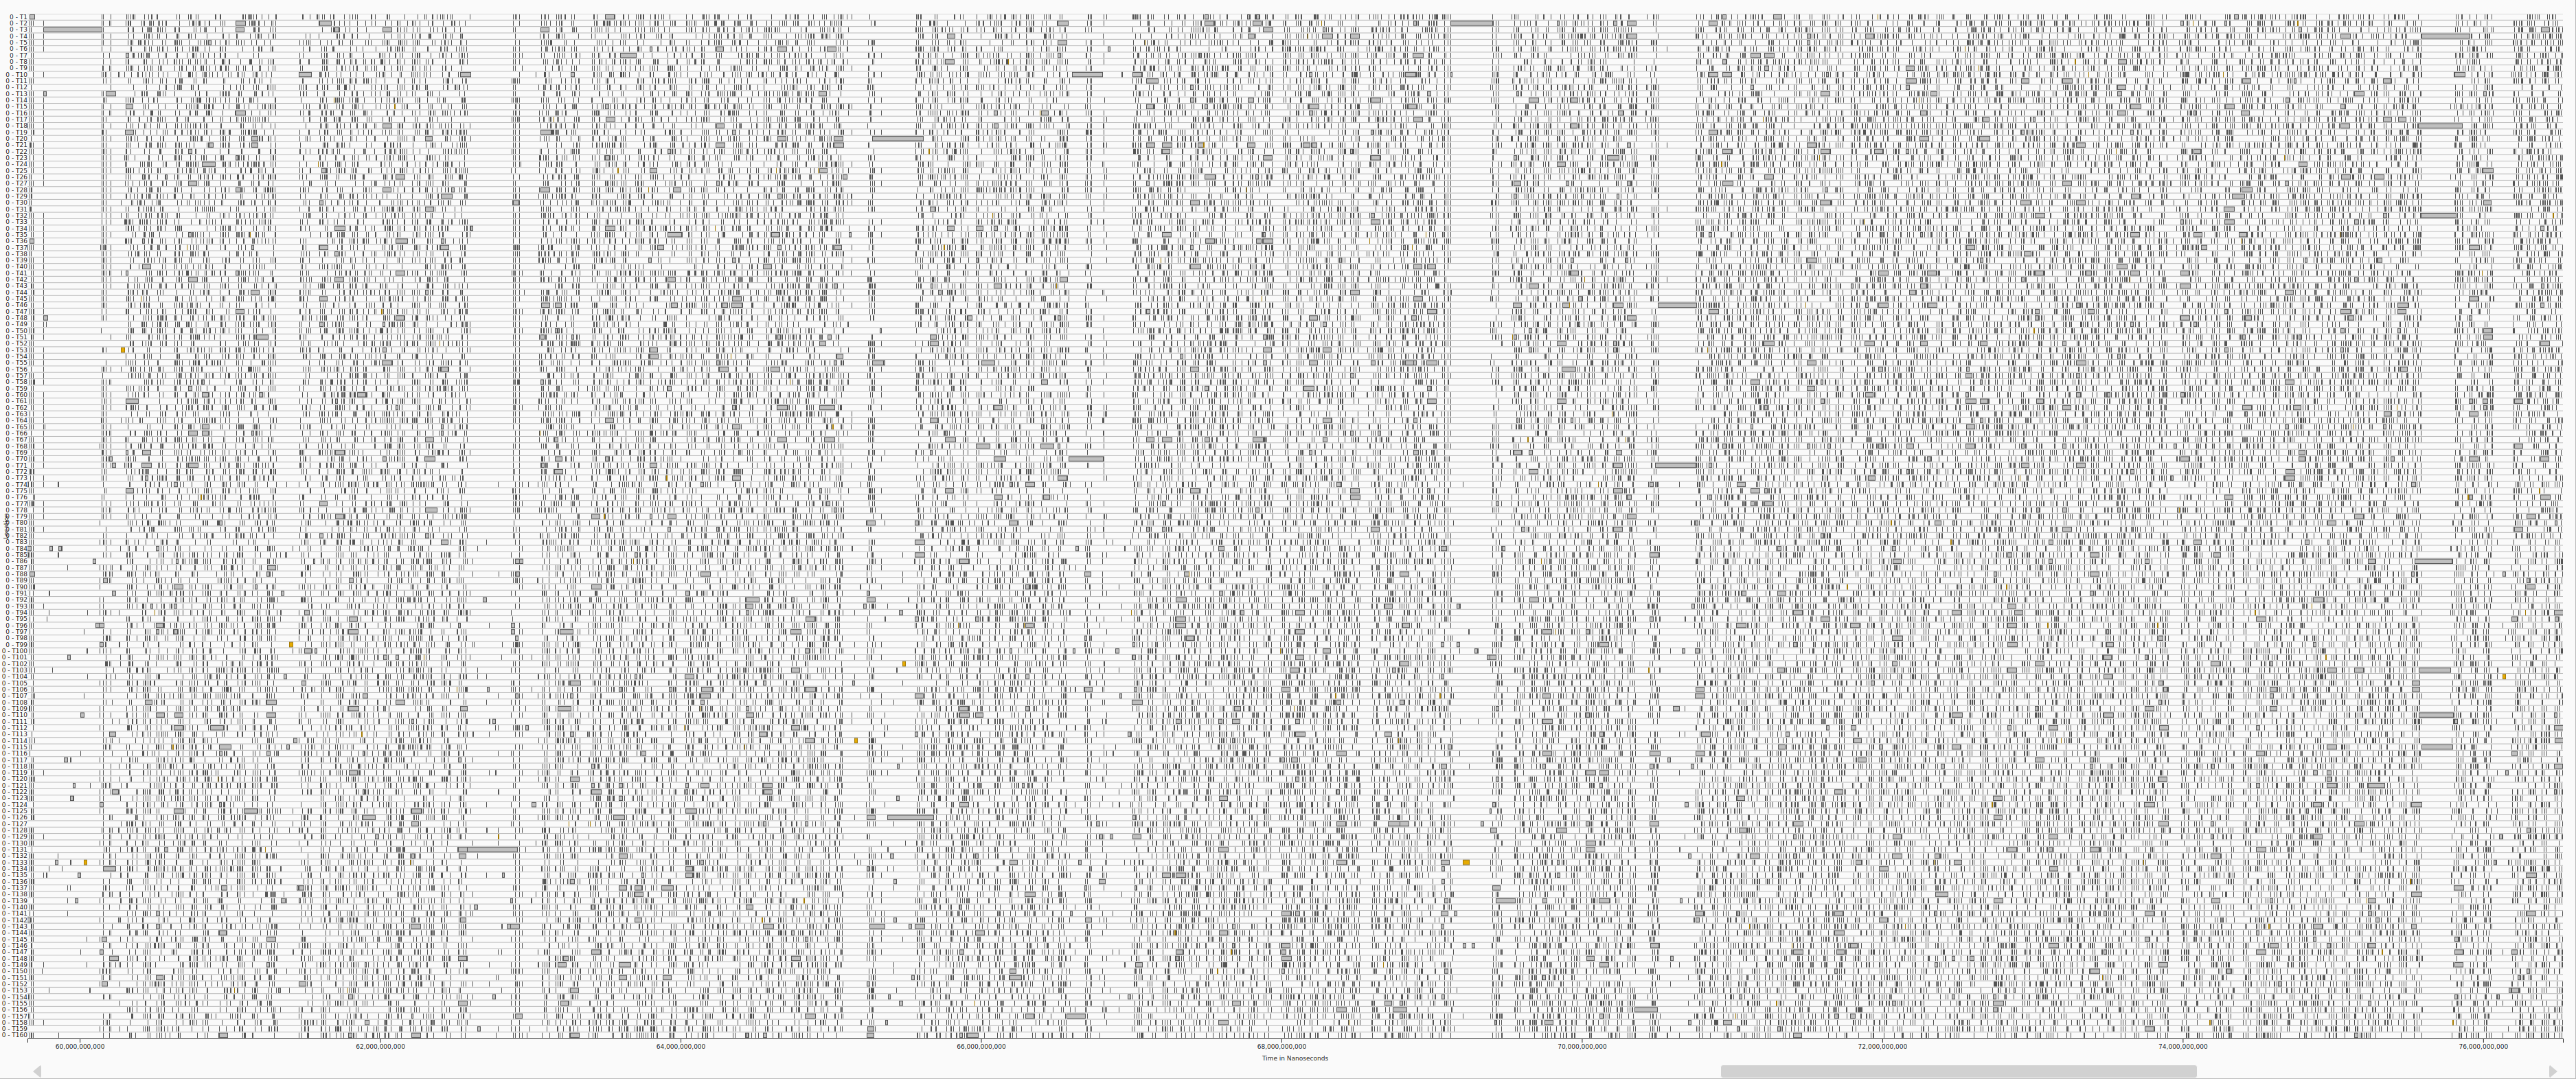 0 - T1
0 - T2
0 - T3
0 - T4
0 - T5
0 - T6
0 - T7
0 - T8
0 - T9
0 - T10
0 - T11
0 - T12
0 - T13
0 - T14
0 - T15
0 - T16
0 - T17
0 - T18
0 - T19
0 - T20
0 - T21
0 - T22
0 - T23
0 - T24
0 - T25
0 - T26
0 - T27
0 - T28
0 - T29
0 - T30
0 - T31
0 - T32
0 - T33
0 - T34
0 - T35
0 - T36
0 - T37
0 - T38
0 - T39
0 - T40
0 - T41
0 - T42
0 - T43
0 - T44
0 - T45
0 - T46
0 - T47
0 - T48
0 - T49
0 - T50
0 - T51
0 - T52
0 - T53
0 - T54
0 - T55
0 - T56
0 - T57
0 - T58
0 - T59
0 - T60
0 - T61
0 - T62
0 - T63
0 - T64
0 - T65
0 - T66
0 - T67
0 - T68
0 - T69
0 - T70
0 - T71
0 - T72
0 - T73
0 - T74
0 - T75
0 - T76
0 - T77
0 - T78
0 - T79
0 - T80
0 - T81
0 - T82
0 - T83
0 - T84
0 - T85
0 - T86
0 - T87
0 - T88
0 - T89
0 - T90
0 - T91
0 - T92
0 - T93
0 - T94
0 - T95
0 - T96
0 - T97
0 - T98
0 - T99
0 - T100
0 - T101
0 - T102
0 - T103
0 - T104
0 - T105
0 - T106
0 - T107
0 - T108
0 - T109
0 - T110
0 - T111
0 - T112
0 - T113
0 - T114
0 - T115
0 - T116
0 - T117
0 - T118
0 - T119
0 - T120
0 - T121
0 - T122
0 - T123
0 - T124
0 - T125
0 - T126
0 - T127
0 - T128
0 - T129
0 - T130
0 - T131
0 - T132
0 - T133
0 - T134
0 - T135
0 - T136
0 - T137
0 - T138
0 - T139
0 - T140
0 - T141
0 - T142
0 - T143
0 - T144
0 - T145
0 - T146
0 - T147
0 - T148
0 - T149
0 - T150
0 - T151
0 - T152
0 - T153
0 - T154
0 - T155
0 - T156
0 - T157
0 - T158
0 - T159
0 - T160
60,000,000,000 62,000,000,000 64,000,000,000 66,000,000,000 68,000,000,000 70,000,000,000 72,000,000,000 74,000,000,000 76,000,000,000
Time in Nanoseconds